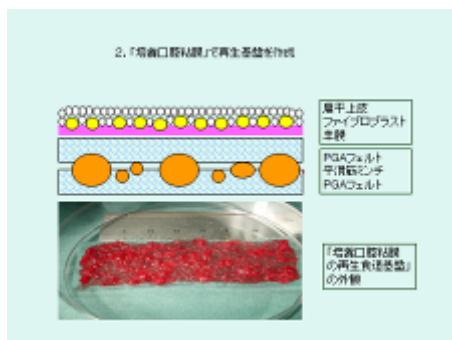 2.「培養口腔粘膜」で再生基盤を作成
扁平上皮
ファイブロブラスト
羊膜
PGAフェルト
平滑筋ミンチ
PGAフェルト
「培養口腔粘膜
の再生食道基盤」
の外観